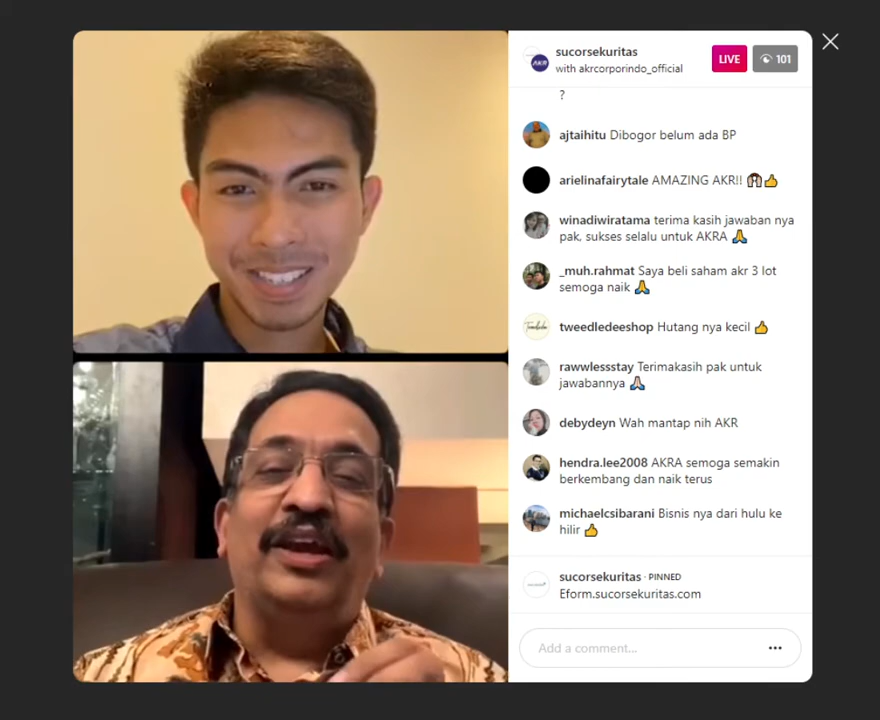 sucorsekuritas
with akrcorporindo_official
LIVE
101
AKR
?
ajtaihitu Dibogor belum ada BP
arielinafairytale AMAZING AKR!! 🙌👍
winadiwiratama terima kasih jawaban nya
pak, sukses selalu untuk AKRA 🙏
_muh.rahmat Saya beli saham akr 3 lot
semoga naik 🙏
tweedledeeshop Hutang nya kecil 👍
rawwlessstay Terimakasih pak untuk
jawabannya 🙏🏻
debydeyn Wah mantap nih AKR
hendra.lee2008 AKRA semoga semakin
berkembang dan naik terus
michaelcsibarani Bisnis nya dari hulu ke
hilir 👍
sucorsekuritas · PINNED
Eform.sucorsekuritas.com
Add a comment...